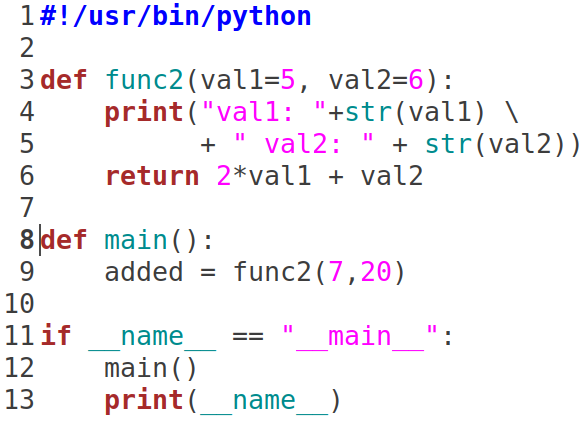 1 #!/usr/bin/python
2
3 def func2(val1=5, val2=6):
4     print("val1: "+str(val1) \
5           + " val2: " + str(val2))
6     return 2*val1 + val2
7
8 def main():
9     added = func2(7,20)
10
11 if __name__ == "__main__":
12     main()
13     print(__name__)